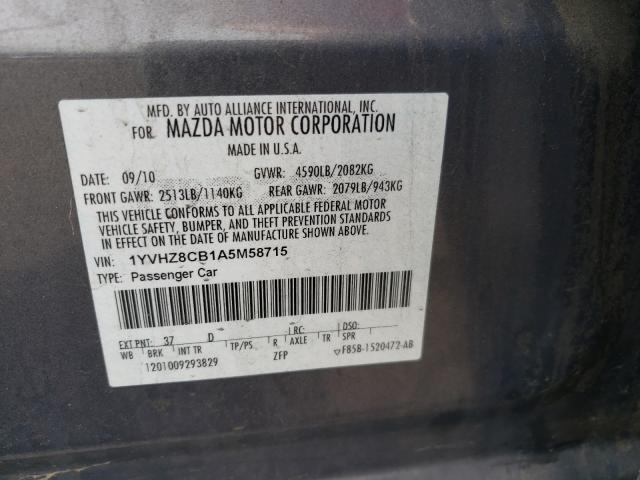 MFD. BY AUTO ALLIANCE INTERNATIONAL, INC.
FOR MAZDA MOTOR CORPORATION
MADE IN U.S.A.
DATE: 09/10 GVWR: 4590LB/2082KG
FRONT GAWR: 2513LB/1140KG REAR GAWR: 2079LB/943KG
THIS VEHICLE CONFORMS TO ALL APPLICABLE FEDERAL MOTOR
VEHICLE SAFETY, BUMPER, AND THEFT PREVENTION STANDARDS
IN EFFECT ON THE DATE OF MANUFACTURE SHOWN ABOVE.
VIN: 1YVHZ8CB1A5M58715
TYPE: Passenger Car
EXT PNT: 37 D RC: DSO:
WB BRK INT TR TP/PS R AXLE TR SPR
1201009293829 ZFP F85B-1520472-AB